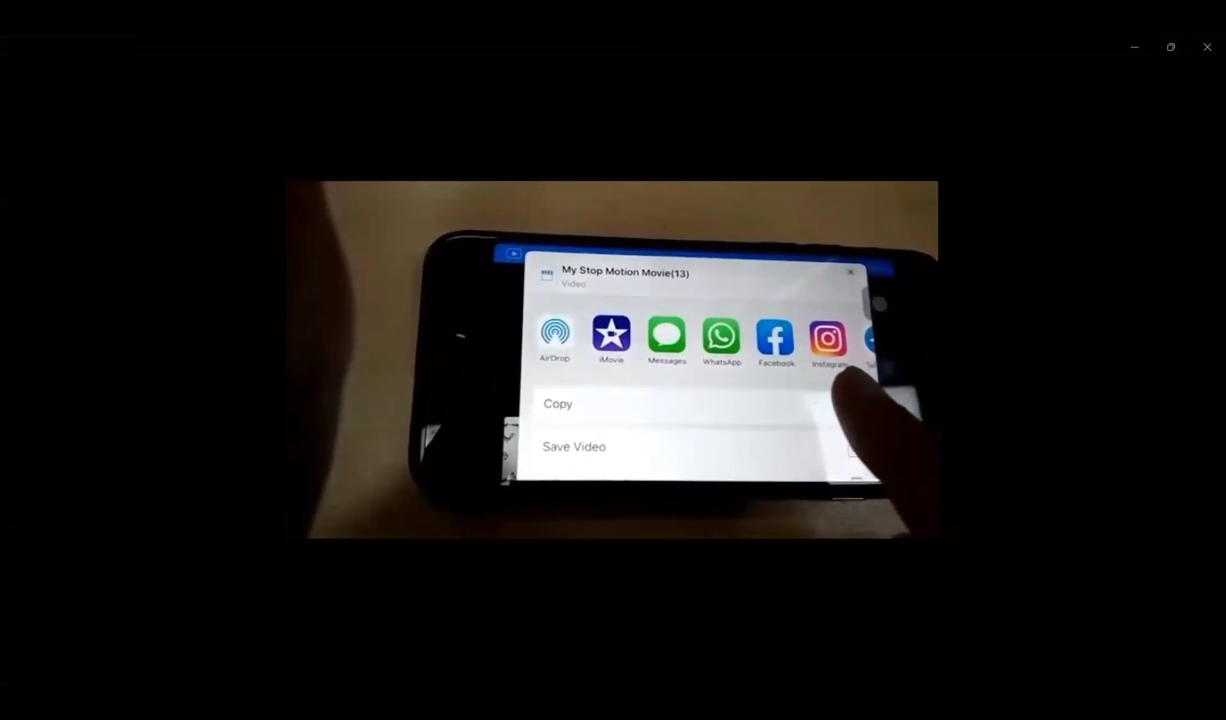 My Stop Motion Movie(13)
Video
AirDrop
iMovie
Messages
WhatsApp
Facebook
Instagram
Copy
Save Video